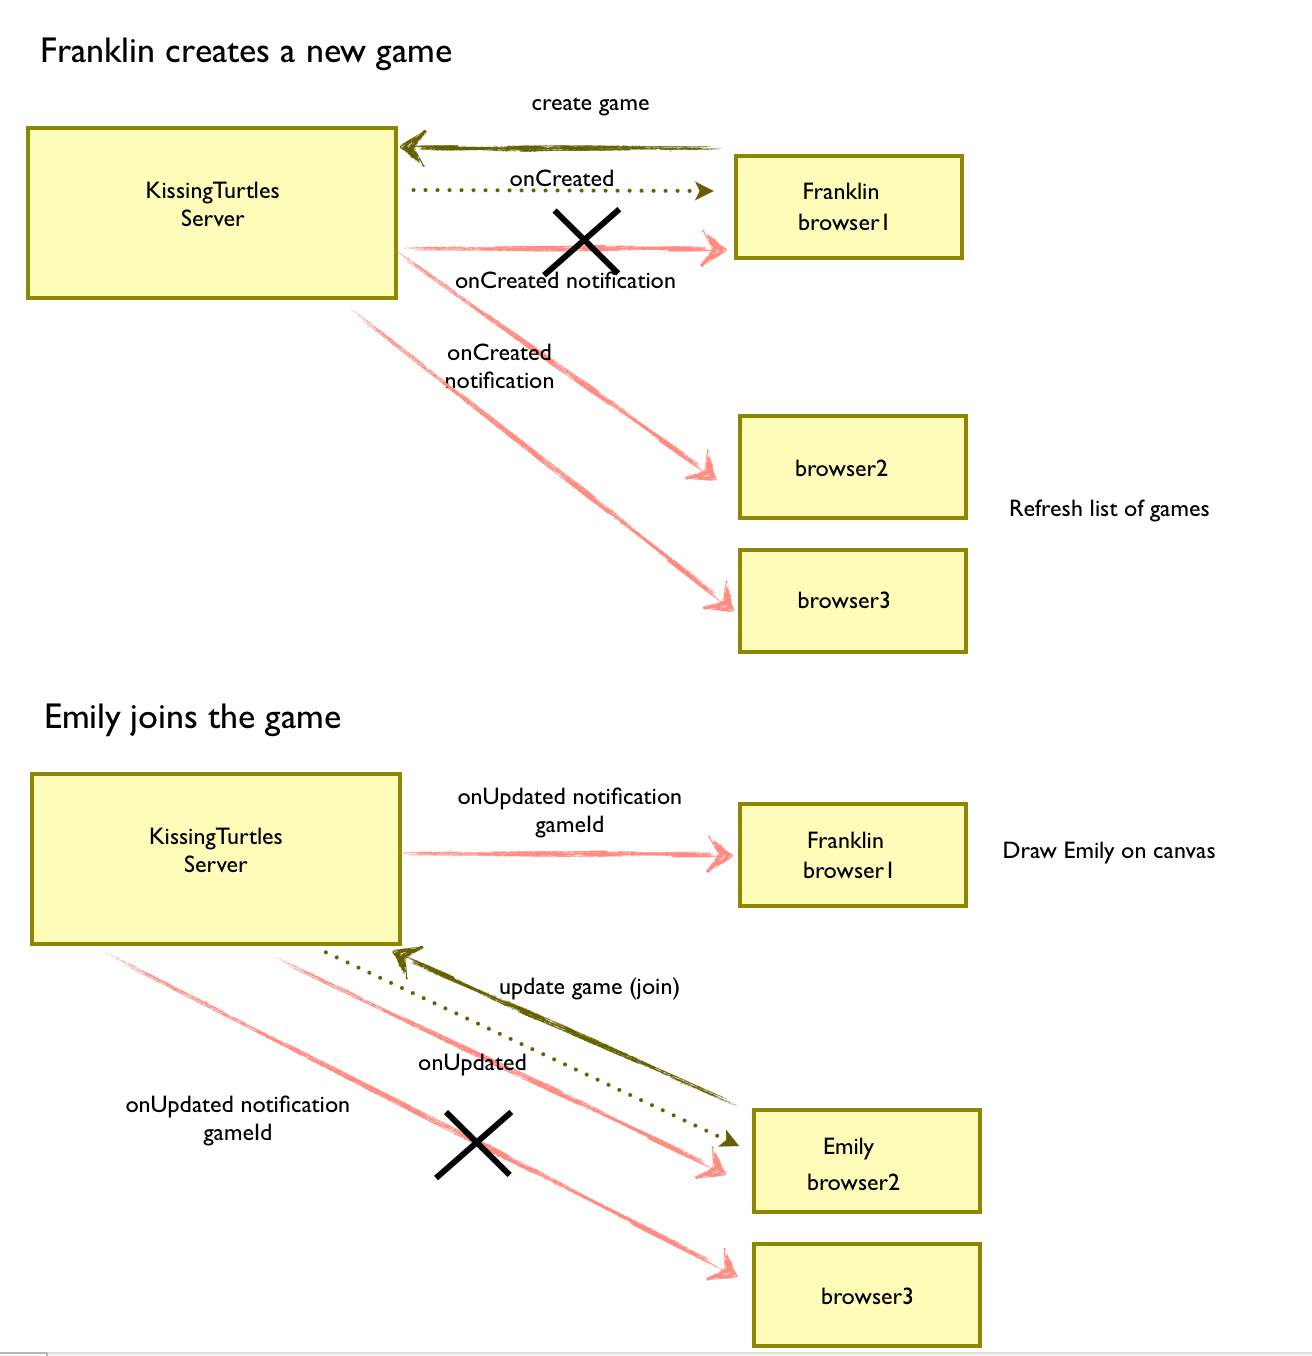 Franklin creates a new game
create game
KissingTurtles
Server
onCreated
Franklin
browser1
onCreated notification
onCreated
notification
browser2
Refresh list of games
browser3
Emily joins the game
KissingTurtles
Server
onUpdated notification
gameId
Franklin
browser1
Draw Emily on canvas
update game (join)
onUpdated
onUpdated notification
gameId
Emily
browser2
browser3